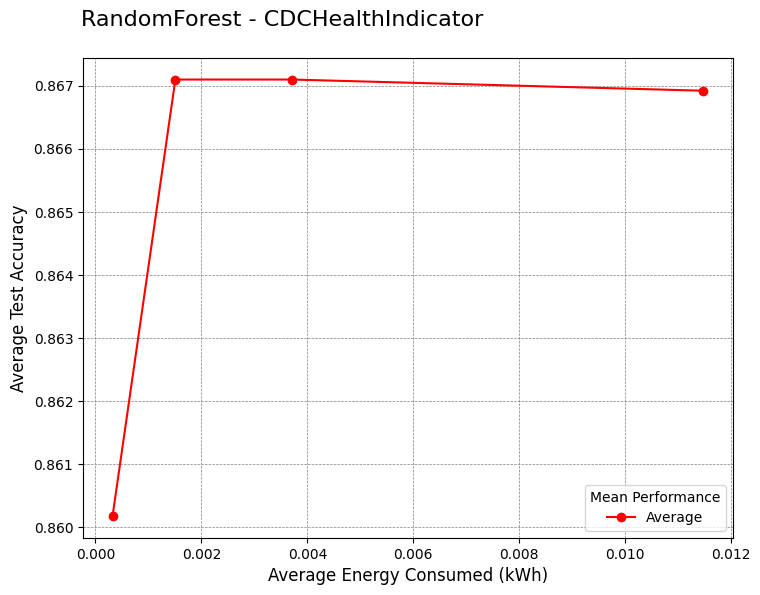 RandomForest - CDCHealthIndicator
0.867
0.866
0.865
0.864
0.863
0.862
0.861
0.860
Average Test Accuracy
Mean Performance
Average
0.000 0.002 0.004 0.006 0.008 0.010 0.012
Average Energy Consumed (kWh)